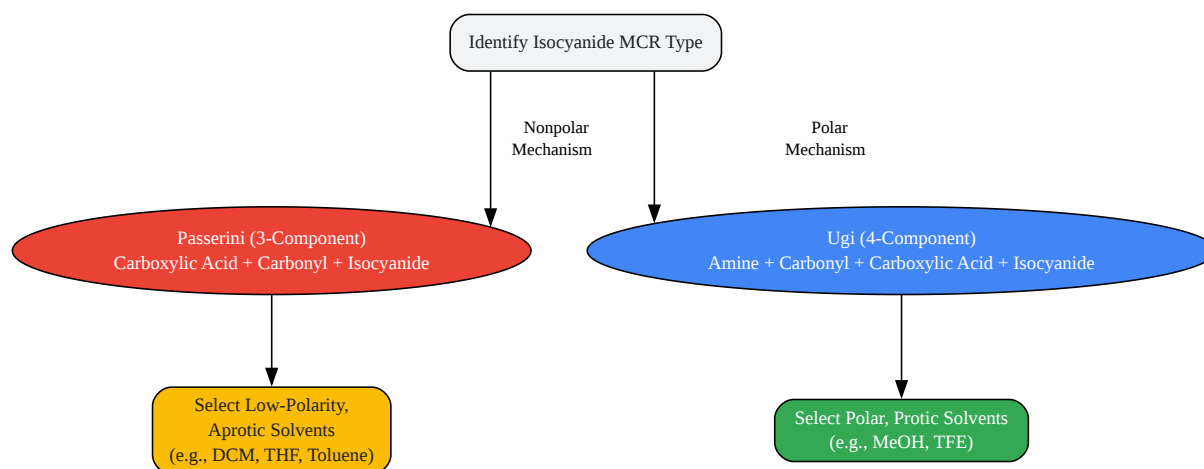 Identify Isocyanide MCR Type
Nonpolar
Mechanism
Polar
Mechanism
Passerini (3-Component)
Carboxylic Acid + Carbonyl + Isocyanide
Ugi (4-Component)
Amine + Carbonyl + Carboxylic Acid + Isocyanide
Select Low-Polarity,
Aprotic Solvents
(e.g., DCM, THF, Toluene)
Select Polar, Protic Solvents
(e.g., MeOH, TFE)